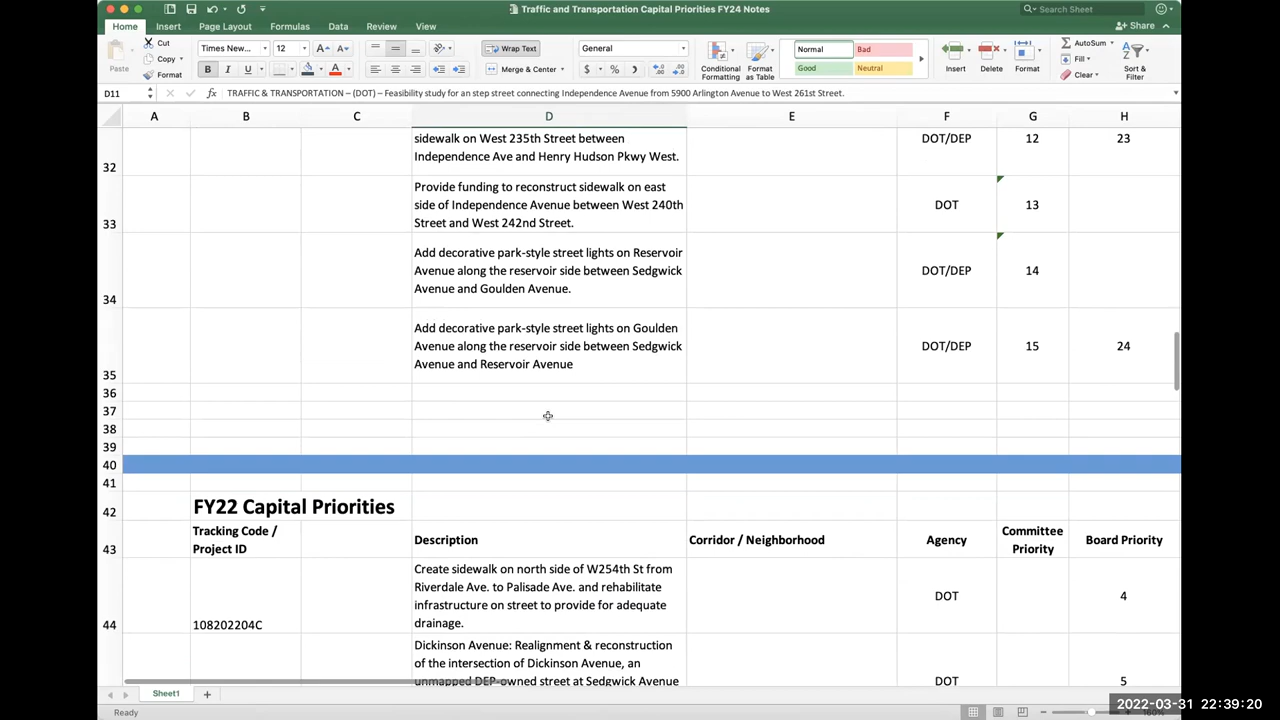 Traffic and Transportation Capital Priorities FY24 Notes
Search Sheet
Home Insert Page Layout Formulas Data Review View
Share
Paste
Cut
Copy
Format
Times New... 12
B I U
Wrap Text
Merge & Center
General
$ % )
Conditional Formatting
Format as Table
Normal Bad
Good Neutral
Insert Delete Format
AutoSum
Fill
Clear
Sort & Filter
D11
fx TRAFFIC & TRANSPORTATION – (DOT) – Feasibility study for an step street connecting Independence Avenue from 5900 Arlington Avenue to West 261st Street.
A B C D E F G H
sidewalk on West 235th Street between
Independence Ave and Henry Hudson Pkwy West.
DOT/DEP 12 23
32
Provide funding to reconstruct sidewalk on east
side of Independence Avenue between West 240th
Street and West 242nd Street.
DOT 13
33
Add decorative park-style street lights on Reservoir
Avenue along the reservoir side between Sedgwick
Avenue and Goulden Avenue.
DOT/DEP 14
34
Add decorative park-style street lights on Goulden
Avenue along the reservoir side between Sedgwick
Avenue and Reservoir Avenue
DOT/DEP 15 24
35
36
37
38
39
40
41
42 FY22 Capital Priorities
43
Tracking Code /
Project ID
Description
Corridor / Neighborhood
Agency
Committee
Priority
Board Priority
Create sidewalk on north side of W254th St from
Riverdale Ave. to Palisade Ave. and rehabilitate
infrastructure on street to provide for adequate
drainage.
DOT 4
44 108202204C
Dickinson Avenue: Realignment & reconstruction
of the intersection of Dickinson Avenue, an
unmapped DEP-owned street at Sedgwick Avenue
DOT 5
Sheet1
Ready
2022-03-31 22:39:20